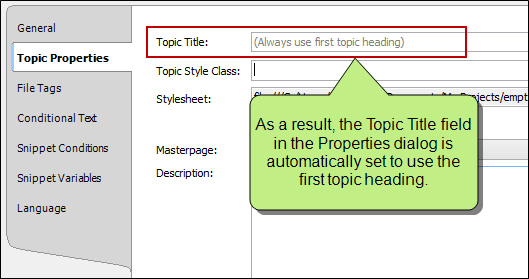 General
Topic Properties
File Tags
Conditional Text
Snippet Conditions
Snippet Variables
Language
Topic Title: (Always use first topic heading)
Topic Style Class:
Stylesheet:
Masterpage:
Description:
As a result, the Topic Title field
in the Properties dialog is
automatically set to use the
first topic heading.